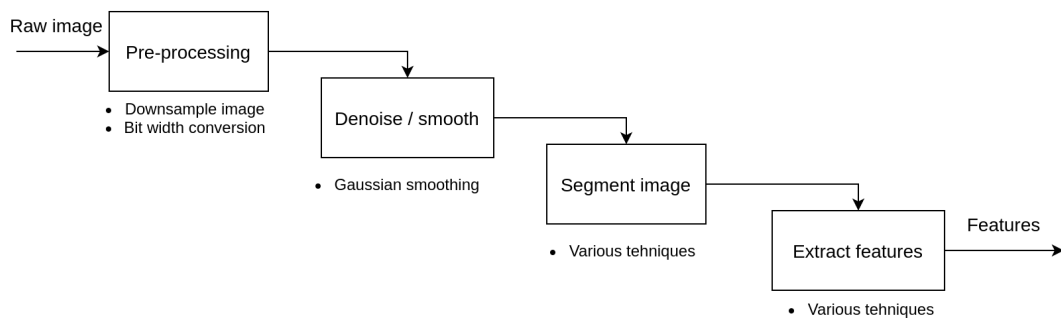 Raw image
Pre-processing
• Downsample image
• Bit width conversion
Denoise / smooth
• Gaussian smoothing
Segment image
• Various tehniques
Extract features
• Various tehniques
Features